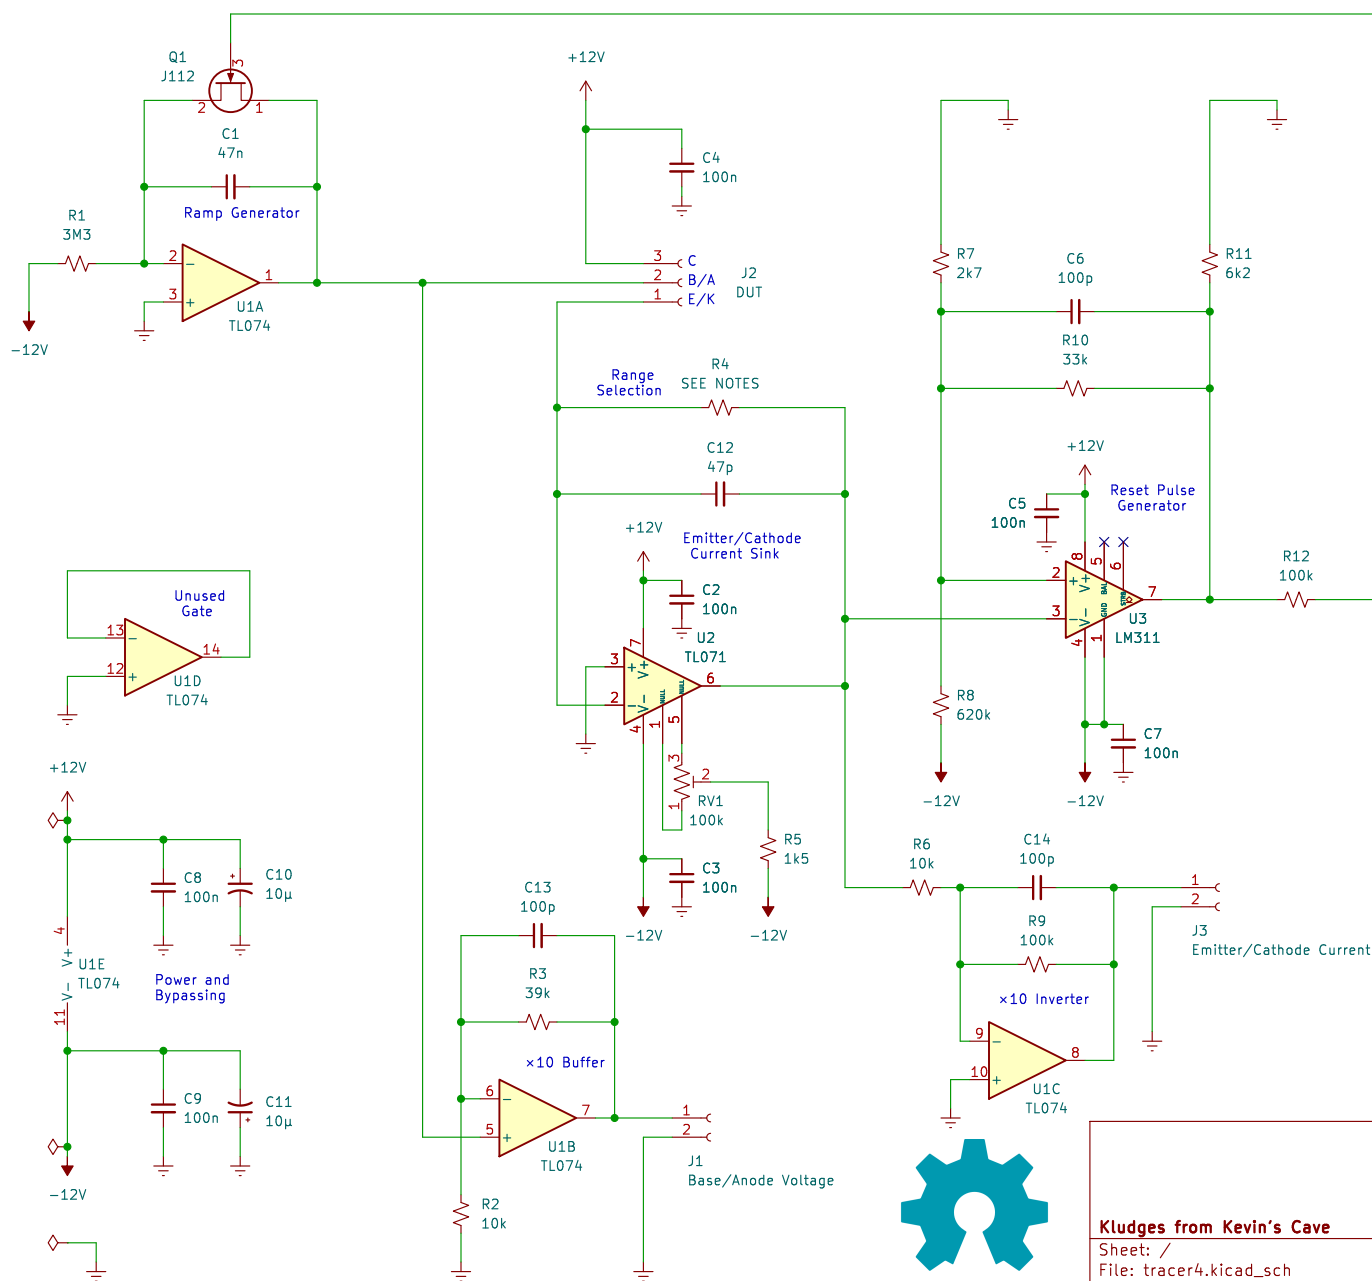 Q1
J112
3
2
1
C1
47n
Ramp Generator
R1
3M3
2
3
1
U1A
TL074
-12V
+12V
C4
100n
3
C
2
B/A
1
E/K
J2
DUT
R7
2k7
C6
100p
R11
6k2
R10
33k
Range
Selection
R4
SEE NOTES
C12
47p
+12V
Emitter/Cathode
Current Sink
C2
100n
U2
TL071
3
2
7
V+
V-
NULL
NULL
6
4
1
5
3
2
1
RV1
100k
R5
1k5
C3
100n
-12V
-12V
+12V
C5
100n
Reset Pulse
Generator
8
5
6
2
3
V+
BAL
STRB
V-
GND
7
4
1
U3
LM311
R12
100k
R8
620k
-12V
-12V
C7
100n
Unused
Gate
13
12
14
U1D
TL074
+12V
C8
100n
C10
10µ
4
V+
U1E
TL074
V-
11
Power and
Bypassing
C9
100n
C11
10µ
-12V
C13
100p
R3
39k
×10 Buffer
6
5
7
U1B
TL074
R2
10k
1
2
J1
Base/Anode Voltage
R6
10k
C14
100p
R9
100k
×10 Inverter
9
10
8
U1C
TL074
1
2
J3
Emitter/Cathode Current
Kludges from Kevin's Cave
Sheet: /
File: tracer4.kicad_sch